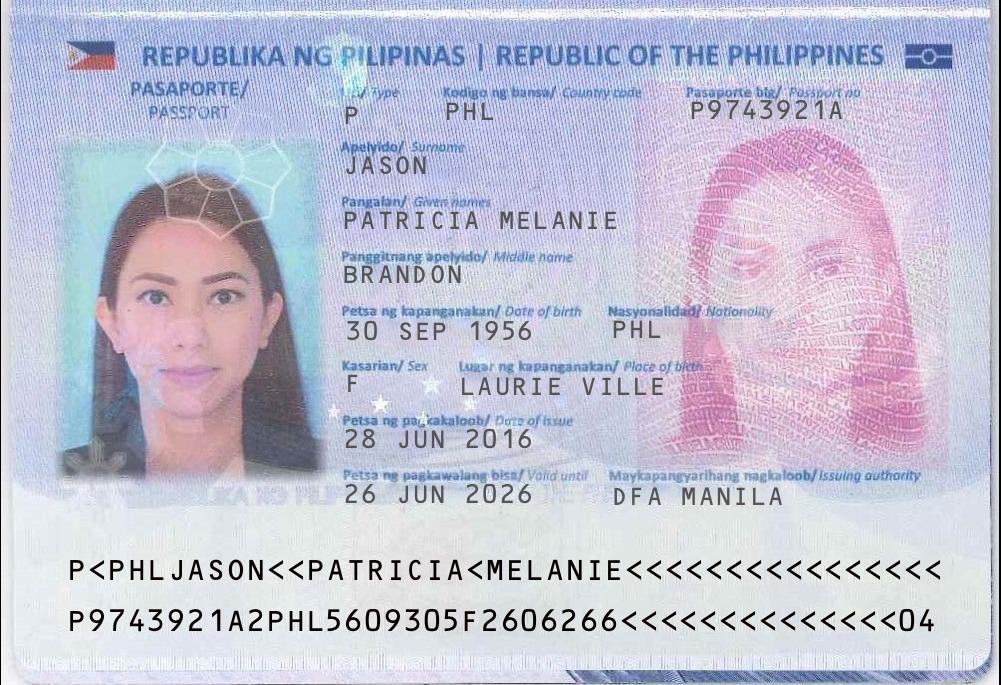 REPUBLIKA NG PILIPINAS | REPUBLIC OF THE PHILIPPINES
PASAPORTE/
PASSPORT
Type
Kodigo ng bansa/ Country code
Pasaporte blg/ Passport no
P
PHL
P9743921A
Apelyido/ Surname
JASON
Pangalan/ Given names
PATRICIA MELANIE
Panggitnang apelyido/ Middle name
BRANDON
Petsa ng kapanganakan/ Date of birth
Nasyonalidad/ Nationality
30 SEP 1956
PHL
Kasarian/ Sex
Lugar ng kapanganakan/ Place of birth
F
LAURIE VILLE
Petsa ng pagkakaloob/ Date of issue
28 JUN 2016
Petsa ng pagkawalang bisa/ Valid until
Maykapangyarihang nagkaloob/ Issuing authority
26 JUN 2026
DFA MANILA
P<PHLJASON<<PATRICIA<MELANIE<<<<<<<<<<<<<<<<
P9743921A2PHL5609305F2606266<<<<<<<<<<<<<<04